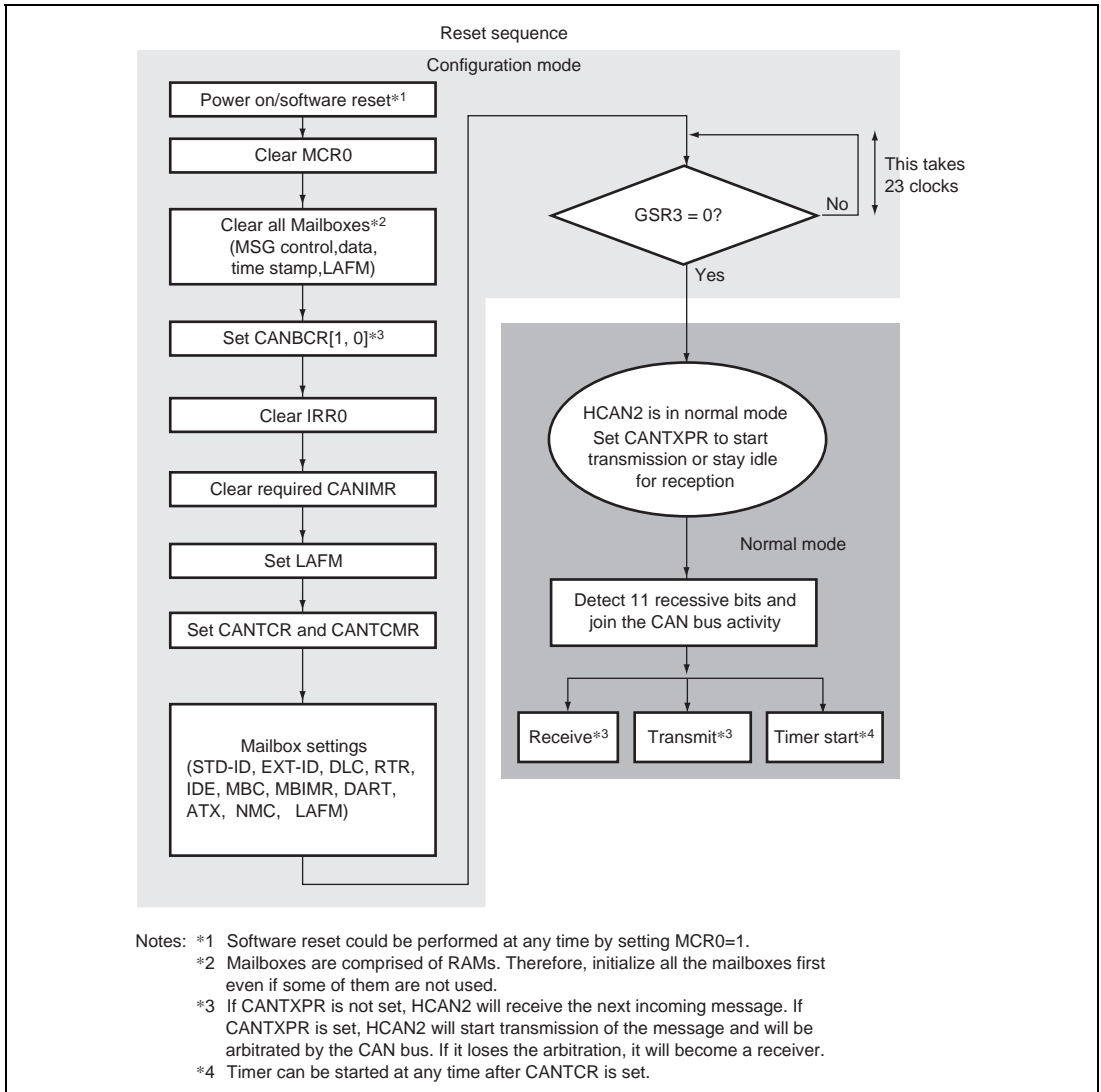 Reset sequence
Configuration mode
Power on/software reset*1
Clear MCR0
Clear all Mailboxes*2
(MSG control,data,
time stamp,LAFM)
Set CANBCR[1, 0]*3
Clear IRR0
Clear required CANIMR
Set LAFM
Set CANTCR and CANTCMR
Mailbox settings
(STD-ID, EXT-ID, DLC, RTR,
IDE, MBC, MBIMR, DART,
ATX, NMC, LAFM)
GSR3 = 0?
No
This takes
23 clocks
Yes
HCAN2 is in normal mode
Set CANTXPR to start
transmission or stay idle
for reception
Normal mode
Detect 11 recessive bits and
join the CAN bus activity
Receive*3
Transmit*3
Timer start*4
Notes: *1 Software reset could be performed at any time by setting MCR0=1.
*2 Mailboxes are comprised of RAMs. Therefore, initialize all the mailboxes first
even if some of them are not used.
*3 If CANTXPR is not set, HCAN2 will receive the next incoming message. If
CANTXPR is set, HCAN2 will start transmission of the message and will be
arbitrated by the CAN bus. If it loses the arbitration, it will become a receiver.
*4 Timer can be started at any time after CANTCR is set.